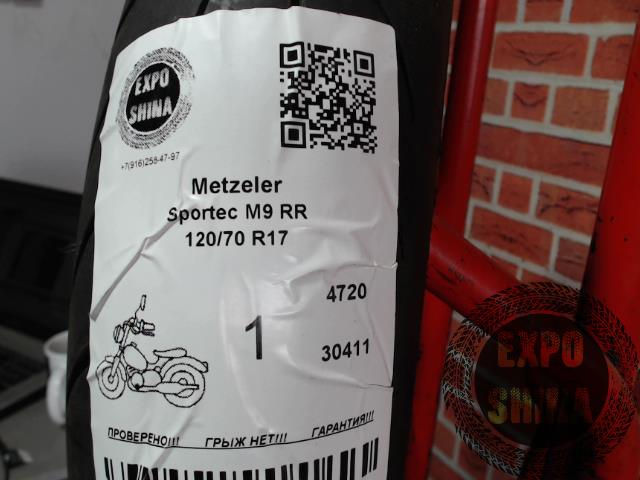 EXPO
SHINA
+7(916)258-47-97
Metzeler
Sportec M9 RR
120/70 R17
4720
1
30411
ПРОВЕРЕНО!!! ГРЫЖ НЕТ!!! ГАРАНТИЯ!!!
EXPO
SHINA